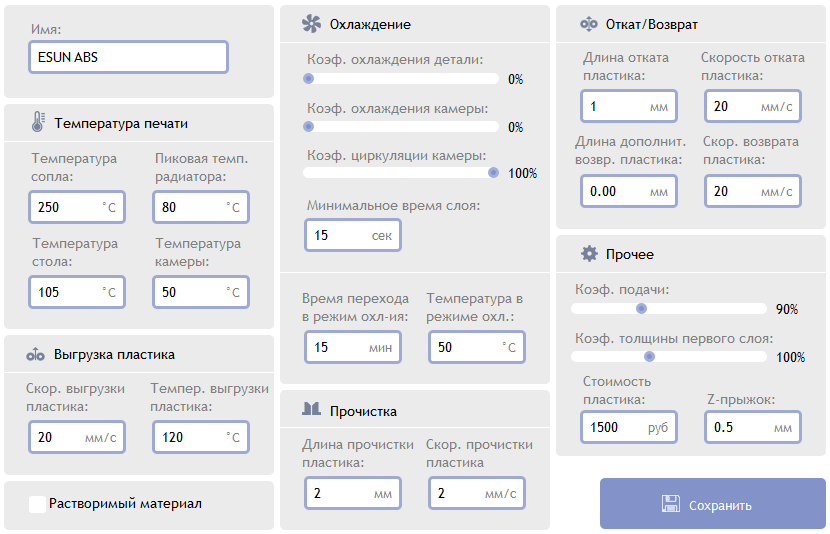 Имя:
ESUN ABS
Температура печати
Температура сопла:
250 °C
Пиковая темп. радиатора:
80 °C
Температура стола:
105 °C
Температура камеры:
50 °C
Выгрузка пластика
Скор. выгрузки пластика:
20 мм/с
Темпер. выгрузки пластика:
120 °C
Растворимый материал
Охлаждение
Коэф. охлаждения детали:
0%
Коэф. охлаждения камеры:
0%
Коэф. циркуляции камеры:
100%
Минимальное время слоя:
15 сек
Время перехода в режим охл-ия:
15 мин
Температура в режиме охл.:
50 °C
Прочистка
Длина прочистки пластика:
2 мм
Скор. прочистки пластика
2 мм/с
Откат/Возврат
Длина отката пластика:
1 мм
Скорость отката пластика:
20 мм/с
Длина дополнит. возвр. пластика:
0.00 мм
Скор. возврата пластика:
20 мм/с
Прочее
Коэф. подачи:
90%
Коэф. толщины первого слоя:
100%
Стоимость пластика:
1500 руб
Z-прыжок:
0.5 мм
Сохранить